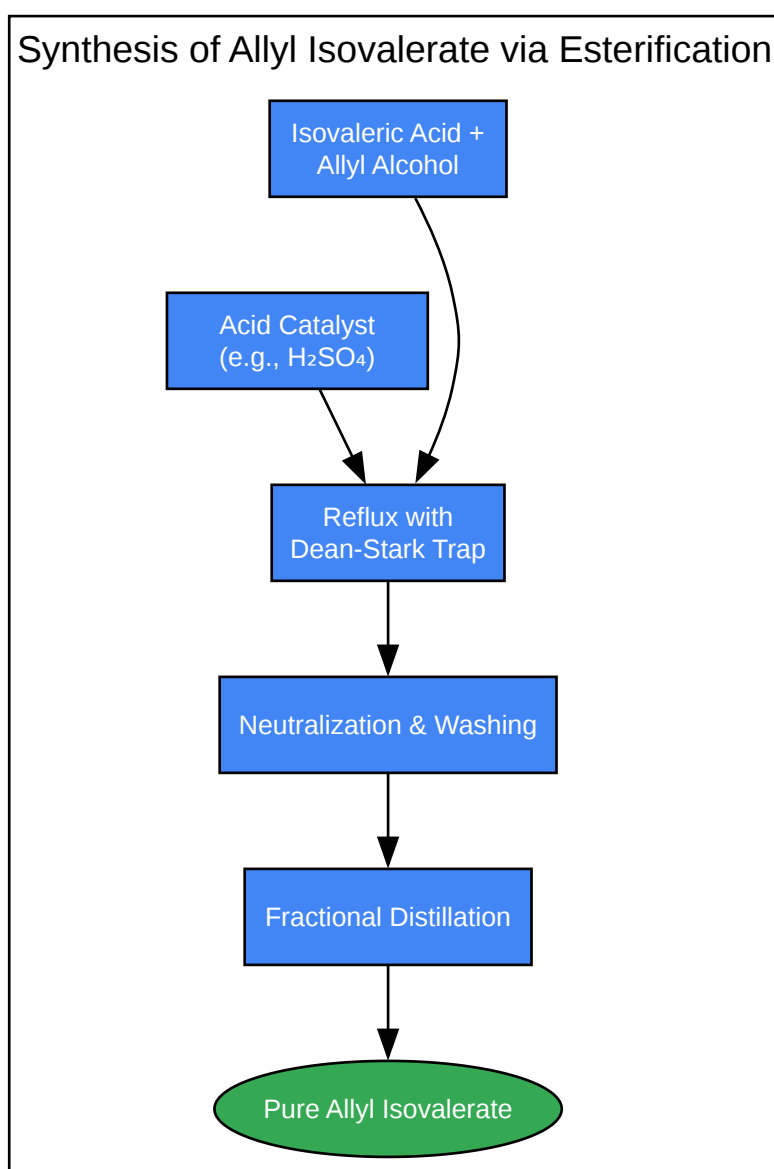 Synthesis of Allyl Isovalerate via Esterification
Isovaleric Acid +
Allyl Alcohol
Acid Catalyst
(e.g., H₂SO₄)
Reflux with
Dean-Stark Trap
Neutralization & Washing
Fractional Distillation
Pure Allyl Isovalerate